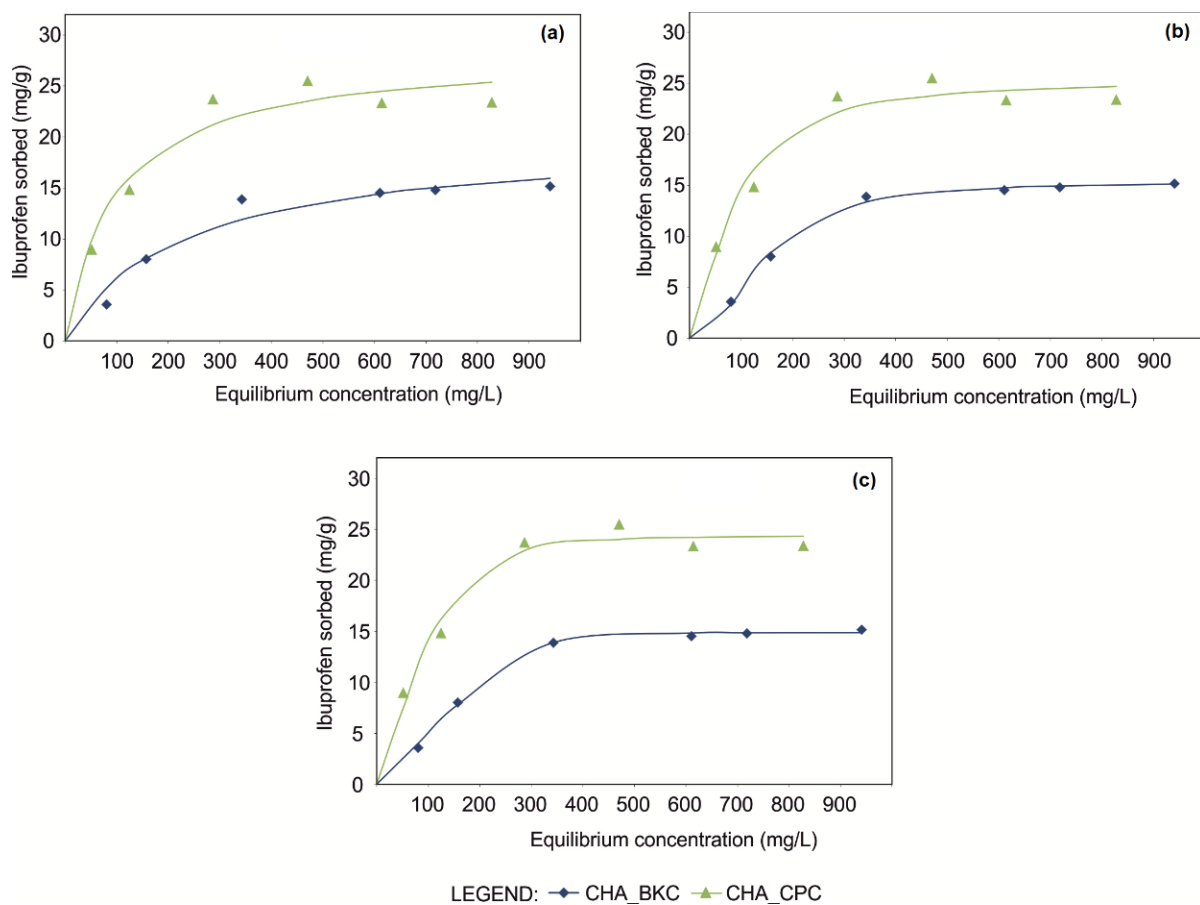 (a)
30
25
20
15
10
5
0
Ibuprofen sorbed (mg/g)
100 200 300 400 500 600 700 800 900
Equilibrium concentration (mg/L)
(b)
30
25
20
15
10
5
0
Ibuprofen sorbed (mg/g)
100 200 300 400 500 600 700 800 900
Equilibrium concentration (mg/L)
(c)
30
25
20
15
10
5
0
Ibuprofen sorbed (mg/g)
100 200 300 400 500 600 700 800 900
Equilibrium concentration (mg/L)
LEGEND: CHA_BKC CHA_CPC